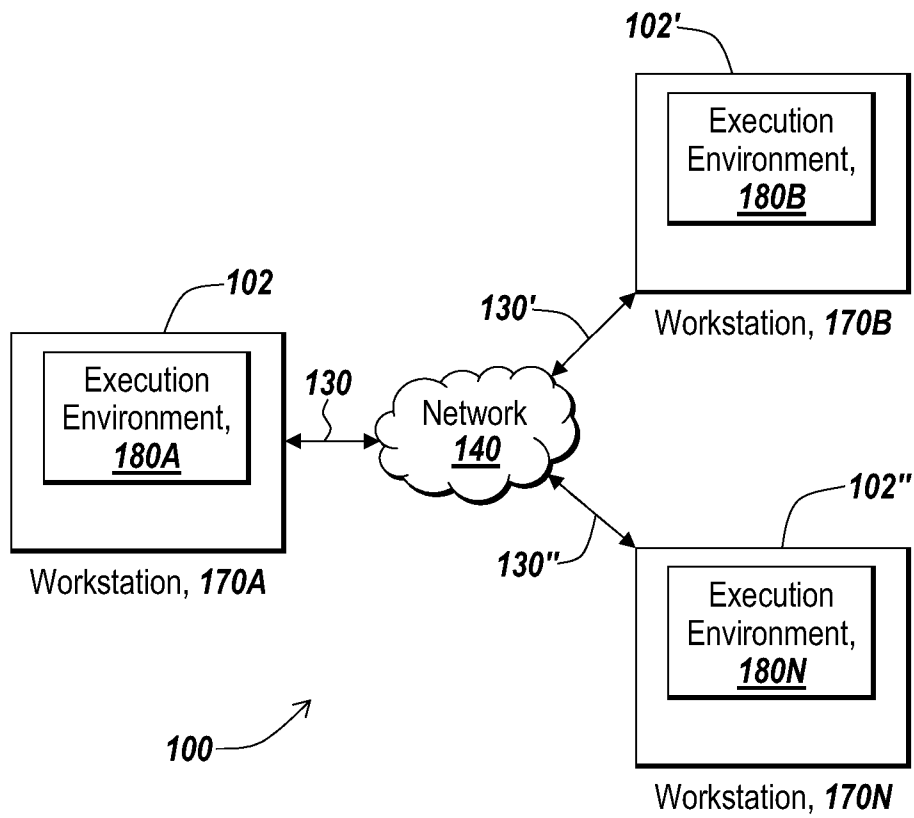 102'
Execution
Environment,
180B
Workstation, 170B
102
Execution
Environment,
180A
Workstation, 170A
130
130'
Network
140
130"
102"
Execution
Environment,
180N
Workstation, 170N
100